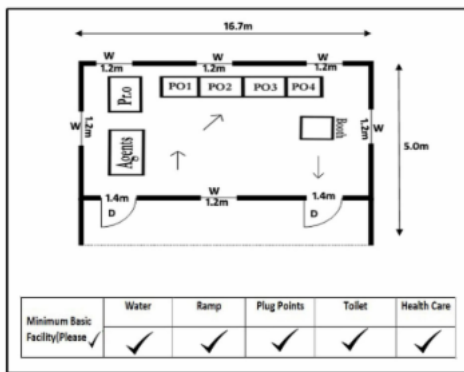 16.7m
W W W
1.2m 1.2m 1.2m
Pr.o PO1 PO2 PO3 PO4
W 1.2m Booth 1.2m W
Agents
5.0m
1.4m W 1.4m
D 1.2m D
Water Ramp Plug Points Toilet Health Care
Minimum Basic
Facility(Please ✓ ✓ ✓ ✓ ✓ ✓